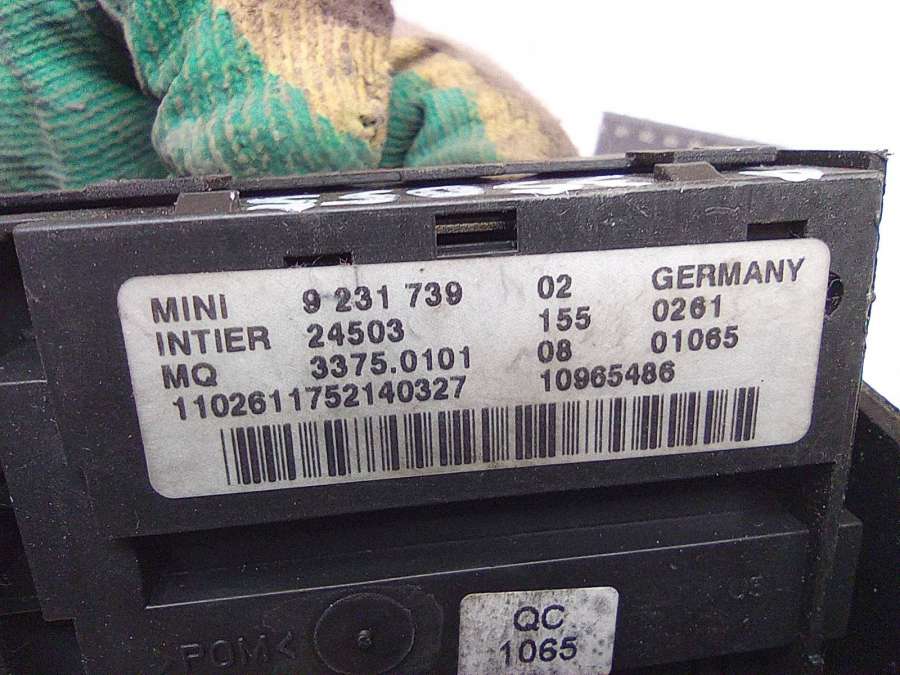 MINI 9 231 739 02 GERMANY
INTIER 24503 155 0261
MQ 3375.0101 08 01065
1102611752140327 10965486
>POM<
QC
1065